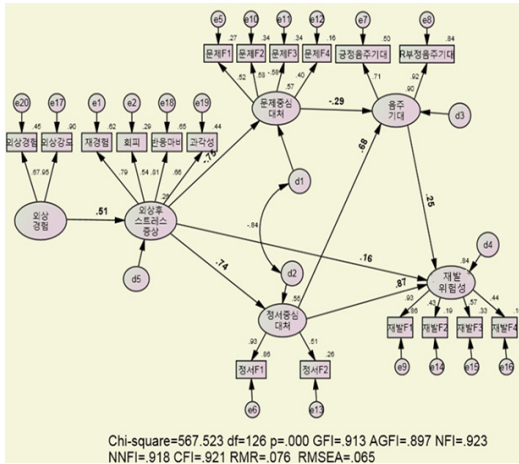 e5 e10 e11 e12 e7 e8
.27 .34 .34 .16 .50 .84
문제F1 문제F2 문제F3 문제F4 긍정음주기대 R부정음주기대
.52 .58 -.58 .40 .71 .92
.57 .90
문제중심
대처
-.29
음주
기대
d3
e20 e17 e1 e2 e18 e19
.45 .90 .62 .29 .65 .44
외상경험 외상강도 재경험 회피 반응마비 과각성
.67 .95 .79 .54 .81 .66
-.75
.68
d1
외상
경험
.51
.26
외상후
스트레스
증상
-.84
.25
d5
.74
.16
d2
d4
.55
정서중심
대처
.87
.84
재발
위험성
.93 .51 .93 .43 .57 .44
.86 .26 .86 .19 .33
정서F1 정서F2 재발F1 재발F2 재발F3 재발F4
e6 e13 e9 e14 e15 e16
Chi-square=567.523 df=126 p=.000 GFI=.913 AGFI=.897 NFI=.923
NNFI=.918 CFI=.921 RMR=.076 RMSEA=.065